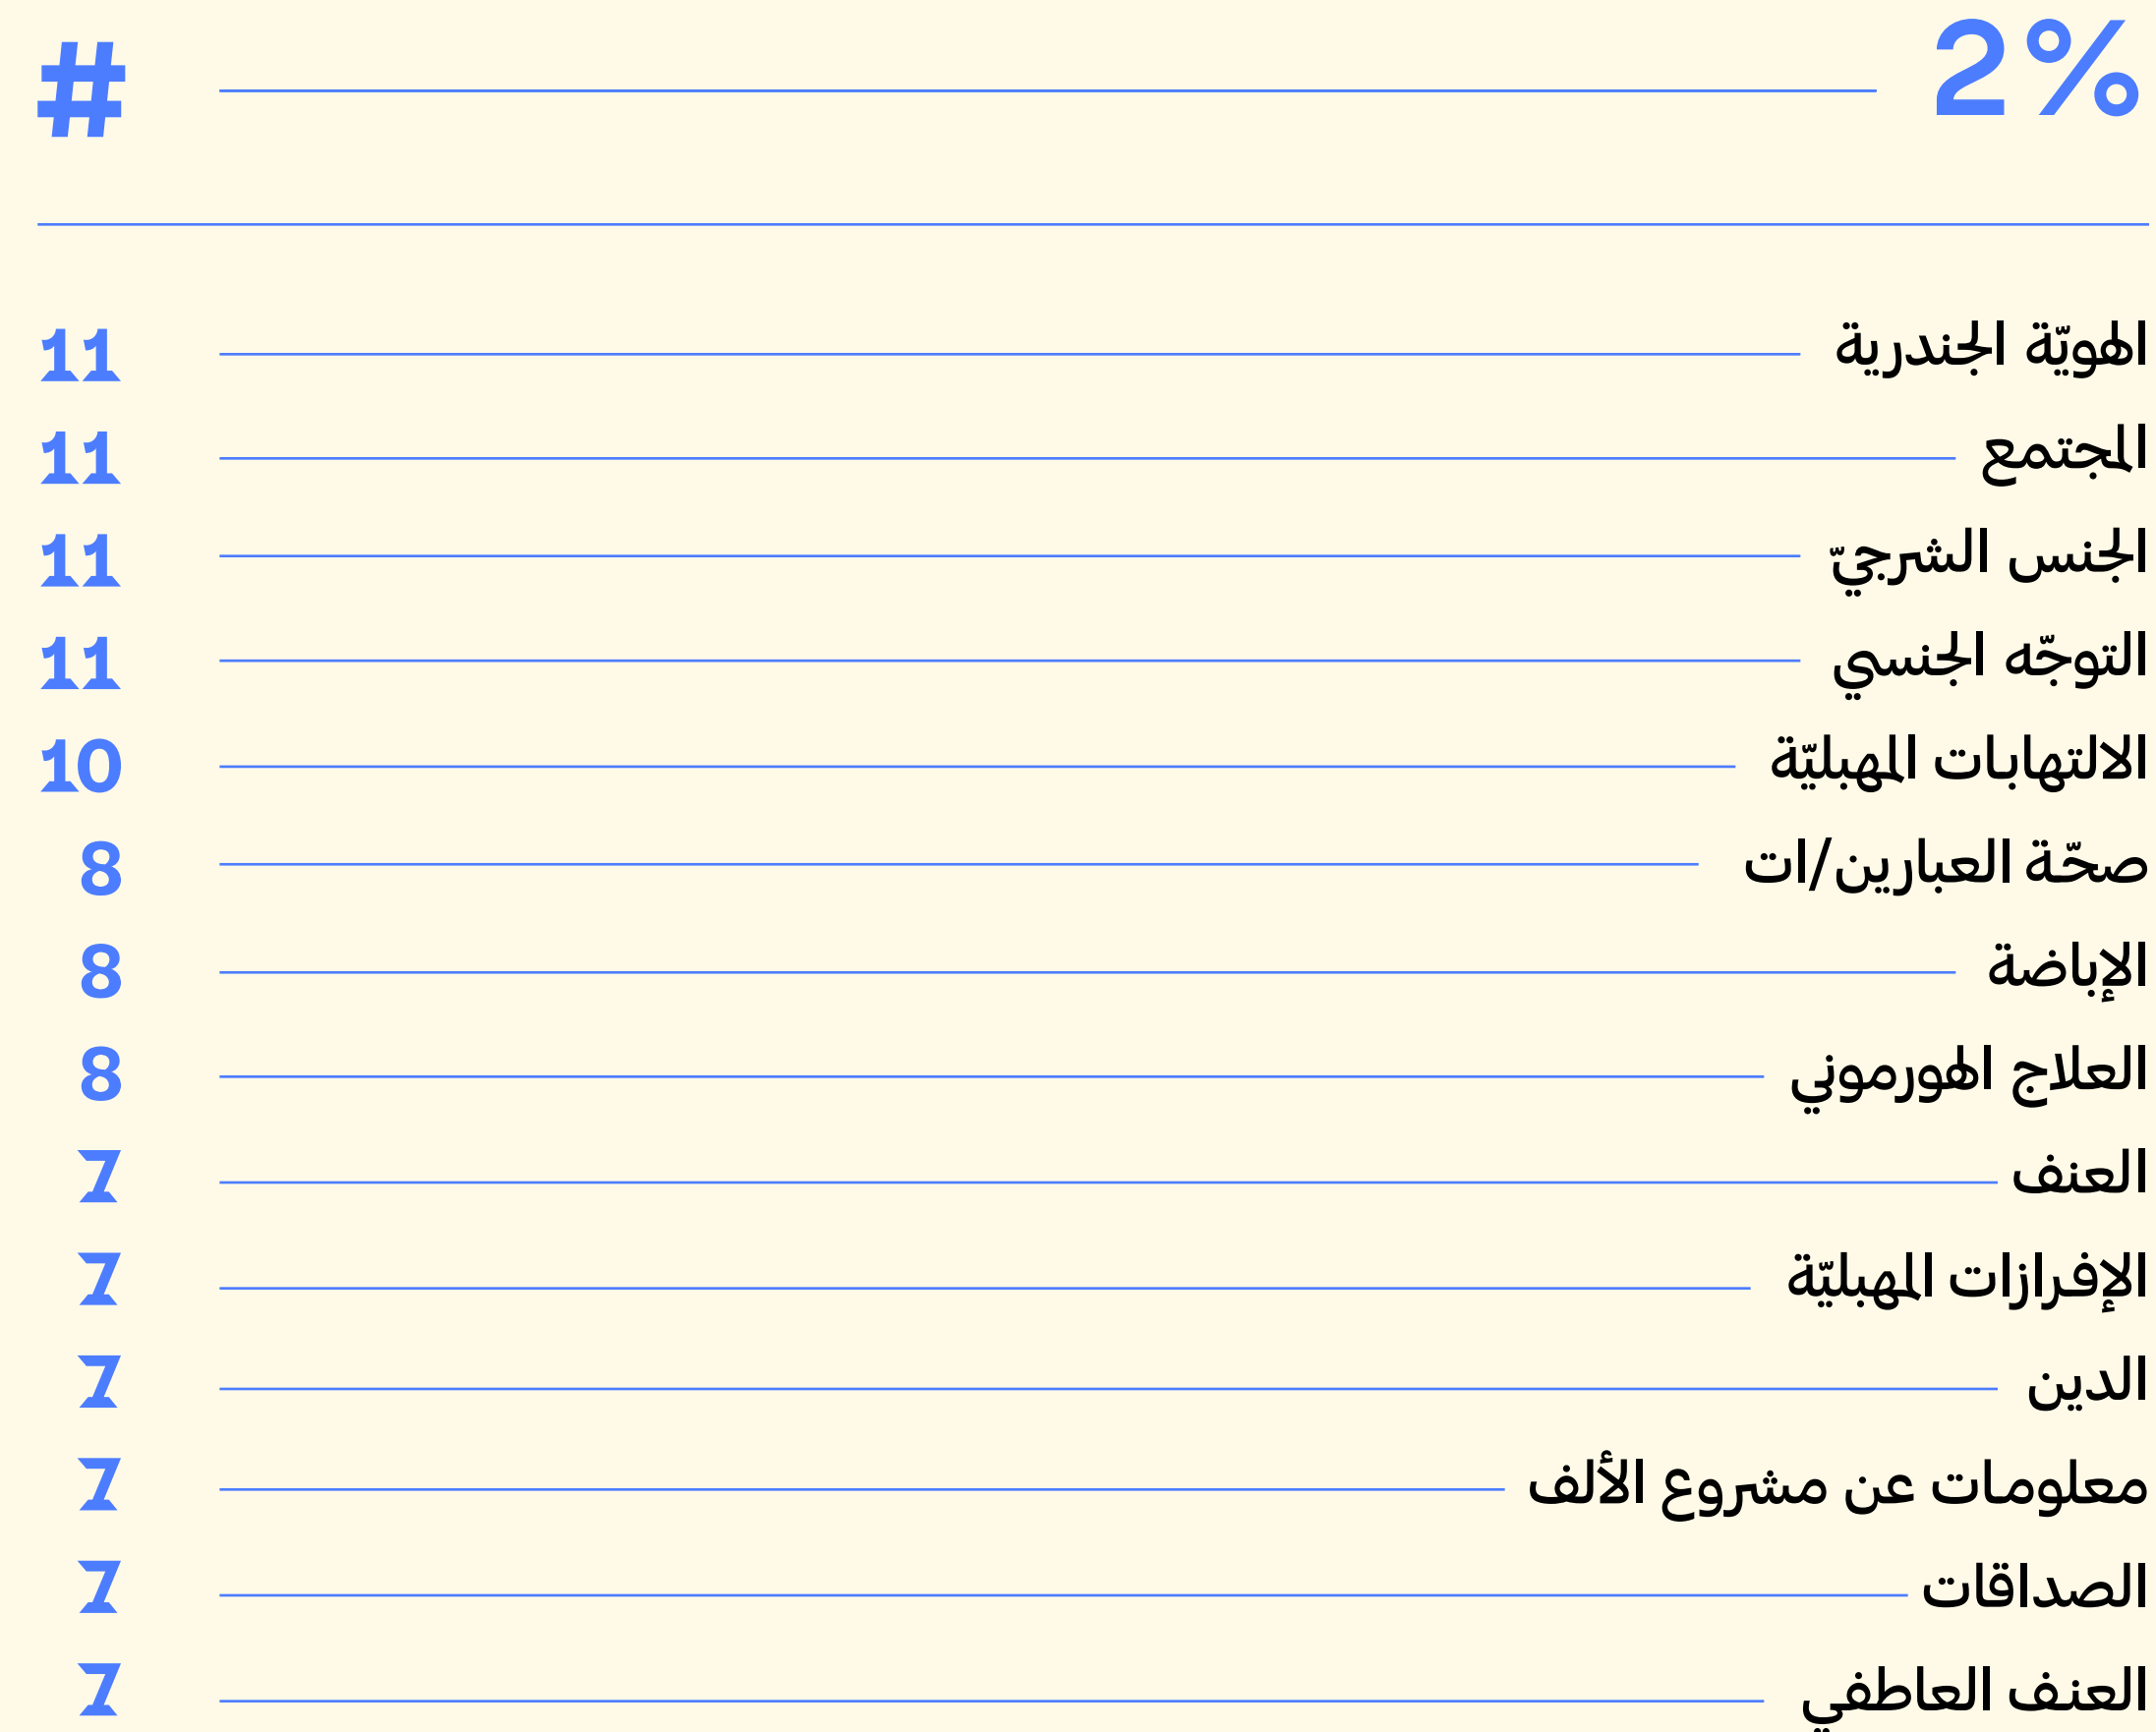 2% #
الهويّة الجندرية 11
المجتمع 11
الجنس الشرجيّ 11
التوجّه الجنسي 11
الالتهابات المهبليّة 10
صحّة العبارين/ات 8
الإباضة 8
العلاج الهورموني 8
العنف 7
الإفرازات المهبليّة 7
الدين 7
معلومات عن مشروع الألف 7
الصداقات 7
العنف العاطفي 7